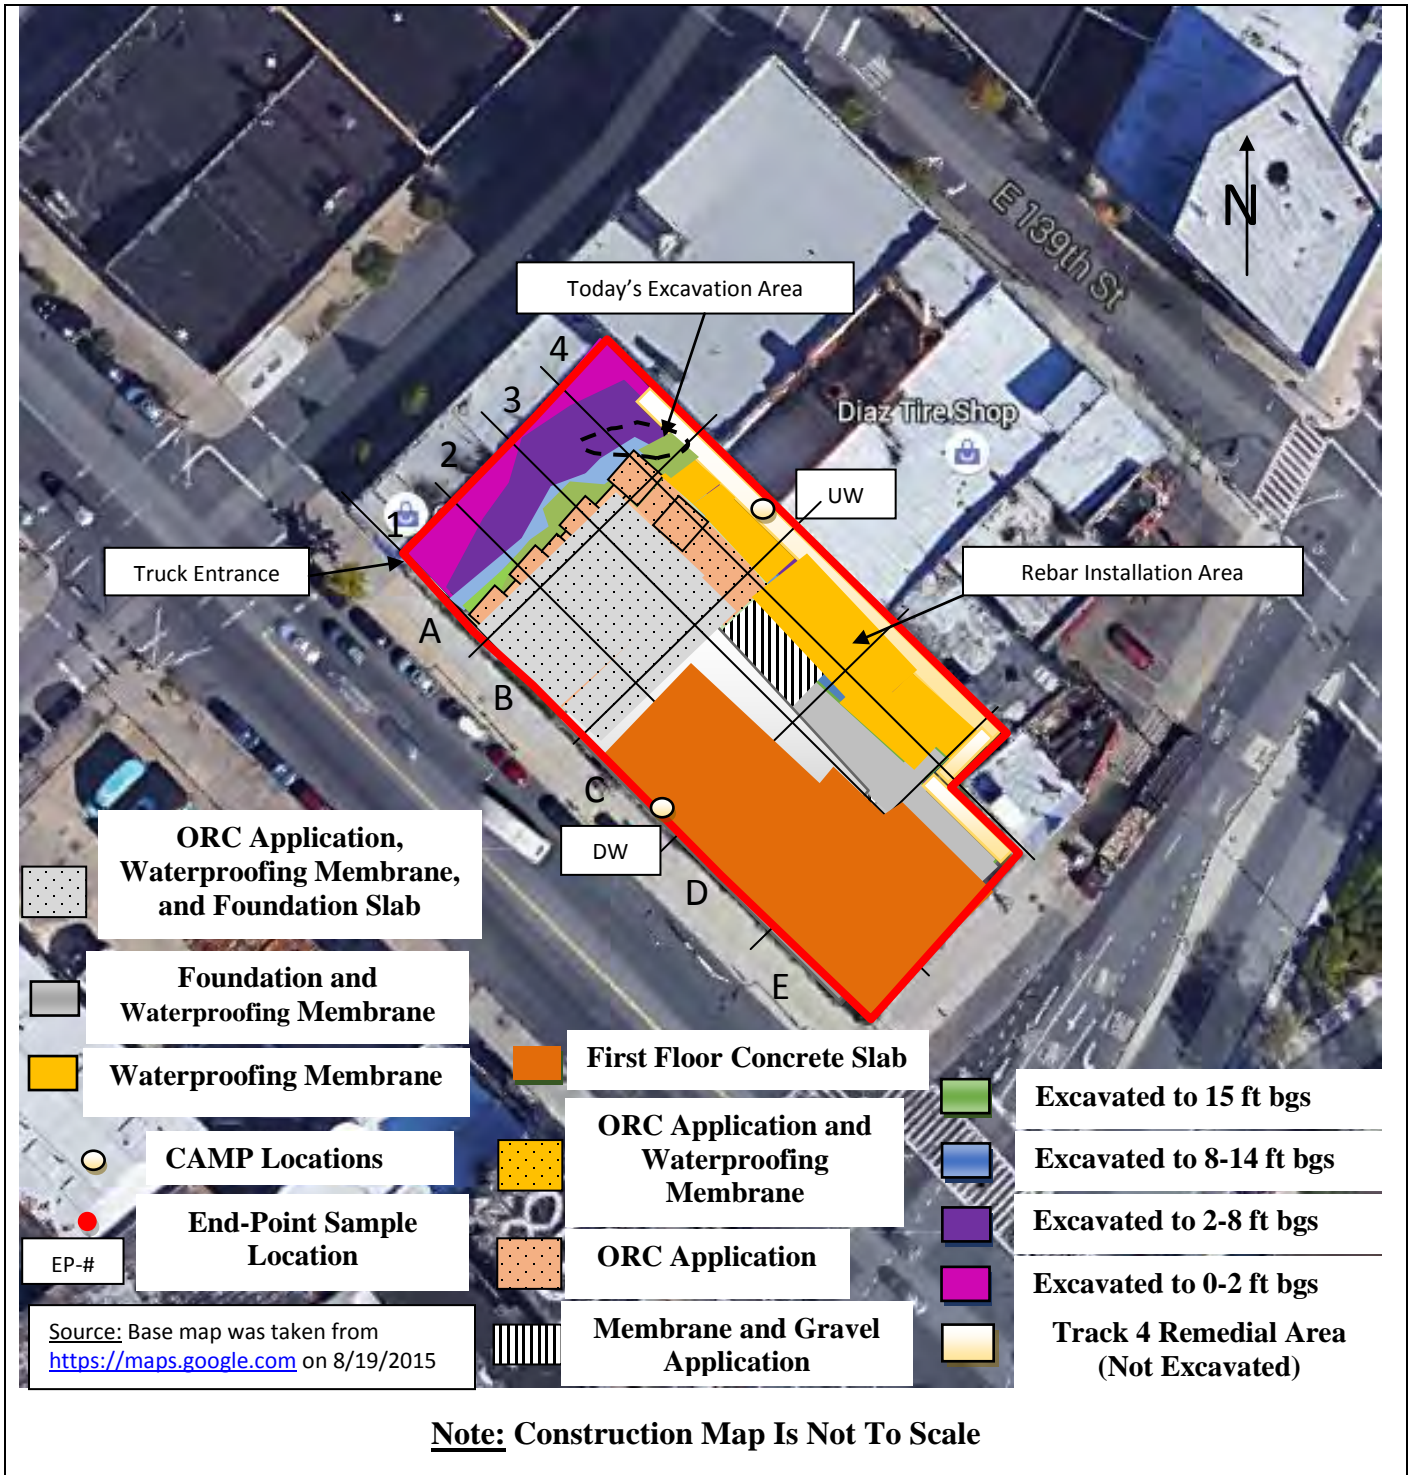 E 139th St
N
Today's Excavation Area
4
3
Diaz Tire Shop
2
UW
1
Truck Entrance
Rebar Installation Area
A
B
C
DW
D
E
ORC Application,
Waterproofing Membrane,
and Foundation Slab
Foundation and
Waterproofing Membrane
Waterproofing Membrane
CAMP Locations
End-Point Sample
Location
EP-#
Source: Base map was taken from
https://maps.google.com on 8/19/2015
First Floor Concrete Slab
ORC Application and
Waterproofing
Membrane
ORC Application
Membrane and Gravel
Application
Excavated to 15 ft bgs
Excavated to 8-14 ft bgs
Excavated to 2-8 ft bgs
Excavated to 0-2 ft bgs
Track 4 Remedial Area
(Not Excavated)
Note: Construction Map Is Not To Scale